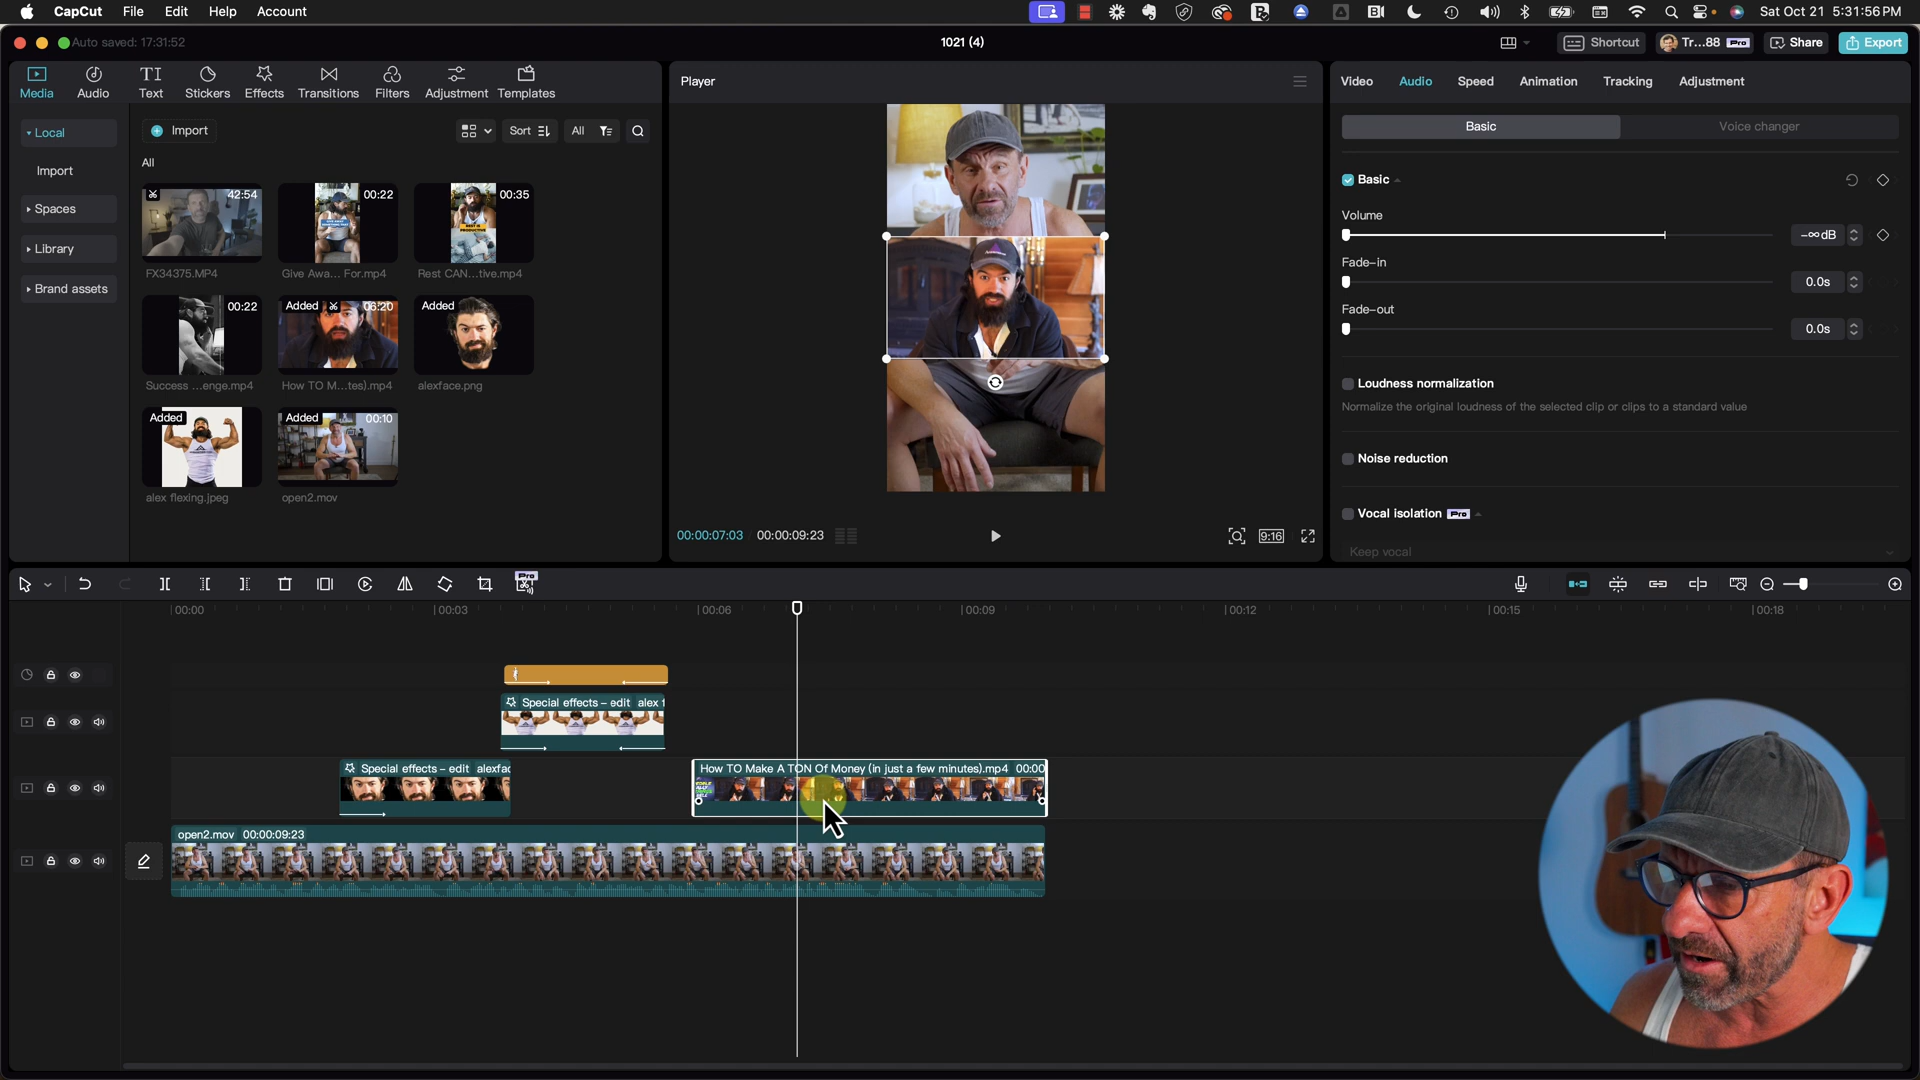 CapCut File Edit Help Account Sat Oct 21 5:31:56 PM
Auto saved: 17:31:52 1021 (4) Shortcut Tr...88 Pro Share Export
Media Audio Text Stickers Effects Transitions Filters Adjustment Templates
Local
Import
Spaces
Library
Brand assets
Import Sort All
All
42:54 00:22 00:35
FX34375.MP4 Give Awa... For.mp4 Rest CAN...tive.mp4
00:22 Added 06:20 Added
Success ...enge.mp4 How TO M...tes).mp4 alexface.png
Added Added 00:10
alex flexing.jpeg open2.mov
Player
00:00:07:03 00:00:09:23 9:16
Video Audio Speed Animation Tracking Adjustment
Basic Voice changer
Basic
Volume
-∞dB
Fade-in
0.0s
Fade-out
0.0s
Loudness normalization
Normalize the original loudness of the selected clip or clips to a standard value
Noise reduction
Vocal isolation Pro
Keep vocal
Pro
00:00 00:03 00:06 00:09 00:12 00:15 00:18
Special effects – edit alex f
Special effects – edit alexfac
How TO Make A TON Of Money (in just a few minutes).mp4 00:00
open2.mov 00:00:09:23